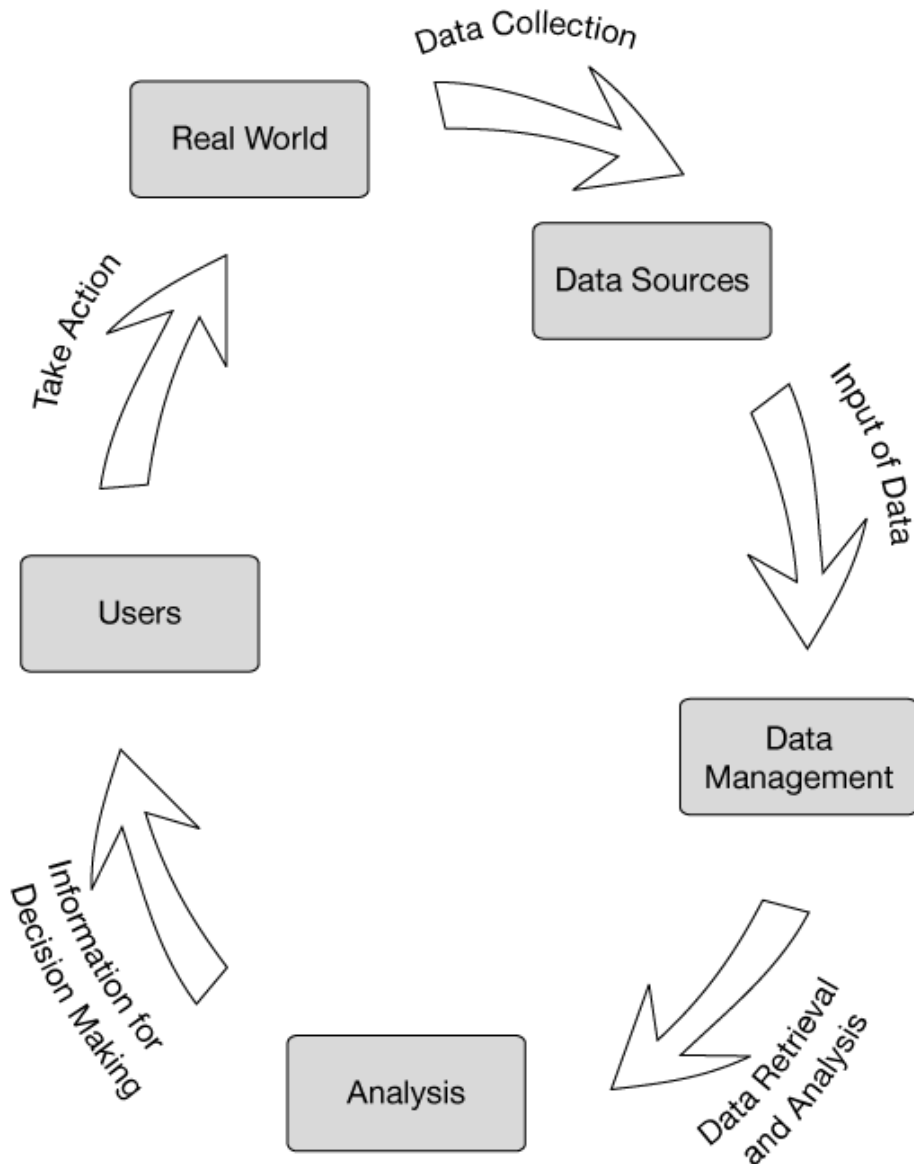 Data Collection
Real World
Data Sources
Take Action
Input of Data
Users
Data
Management
Information for
Decision Making
Data Retrieval
and Analysis
Analysis